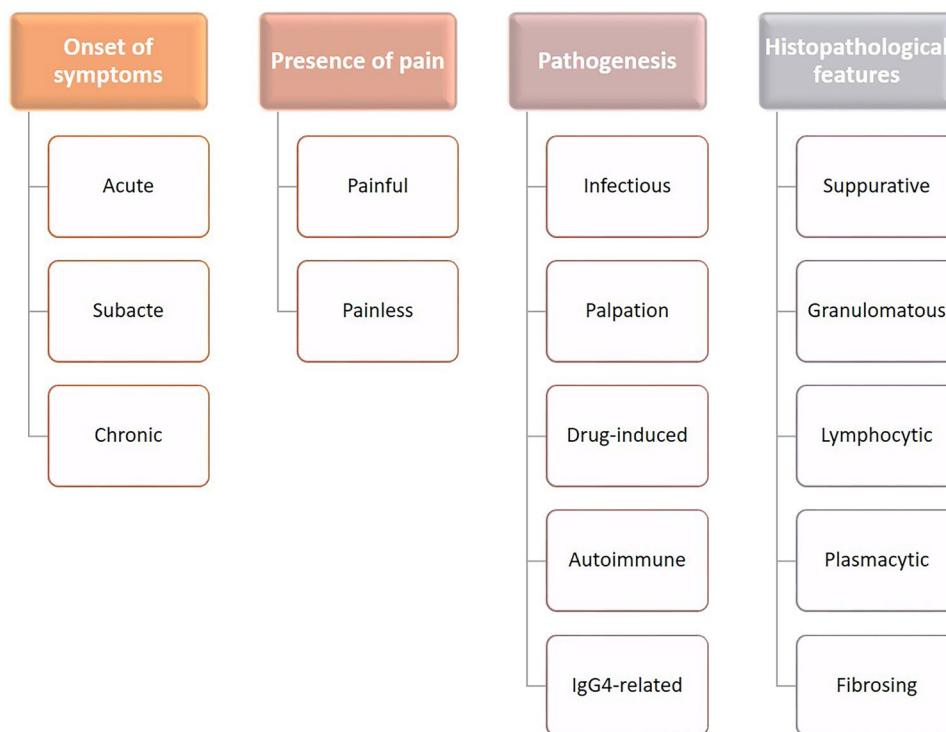 Onset of
symptoms
Acute
Subacte
Chronic
Presence of pain
Painful
Painless
Pathogenesis
Infectious
Palpation
Drug-induced
Autoimmune
IgG4-related
Histopathological
features
Suppurative
Granulomatous
Lymphocytic
Plasmacytic
Fibrosing